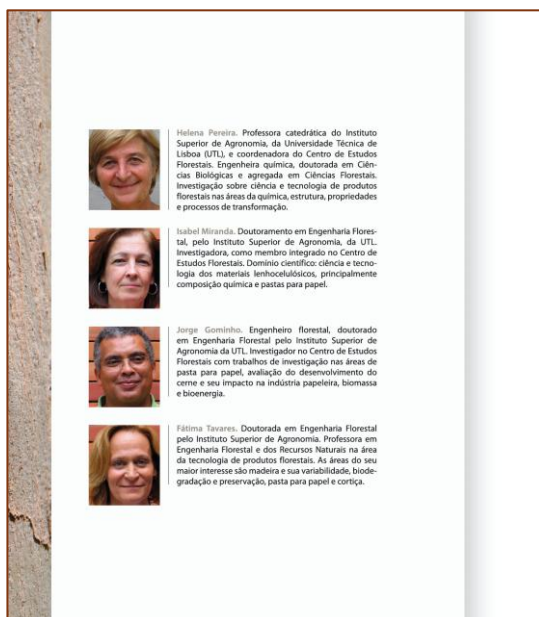 Helena Pereira. Professora catedrática do Instituto
Superior de Agronomia, da Universidade Técnica de
Lisboa (UTL), e coordenadora do Centro de Estudos
Florestais. Engenheira química, doutorada em Ciên-
cias Biológicas e agregada em Ciências Florestais.
Investigação sobre ciência e tecnologia de produtos
florestais nas áreas da química, estrutura, propriedades
e processos de transformação.
Isabel Miranda. Doutoramento em Engenharia Flores-
tal, pelo Instituto Superior de Agronomia, da UTL.
Investigadora, como membro integrado no Centro de
Estudos Florestais. Domínio científico: ciência e tecno-
logia dos materiais lenhocelulósicos, principalmente
composição química e pastas para papel.
Jorge Gominho. Engenheiro florestal, doutorado
em Engenharia Florestal pelo Instituto Superior de
Agronomia da UTL. Investigador no Centro de Estudos
Florestais com trabalhos de investigação nas áreas de
pasta para papel, avaliação do desenvolvimento do
cerne e seu impacto na indústria papeleira, biomassa
e bioenergia.
Fátima Tavares. Doutorada em Engenharia Florestal
pelo Instituto Superior de Agronomia. Professora em
Engenharia Florestal e dos Recursos Naturais na área
da tecnologia de produtos florestais. As áreas do seu
maior interesse são madeira e sua variabilidade, biode-
gradação e preservação, pasta para papel e cortiça.